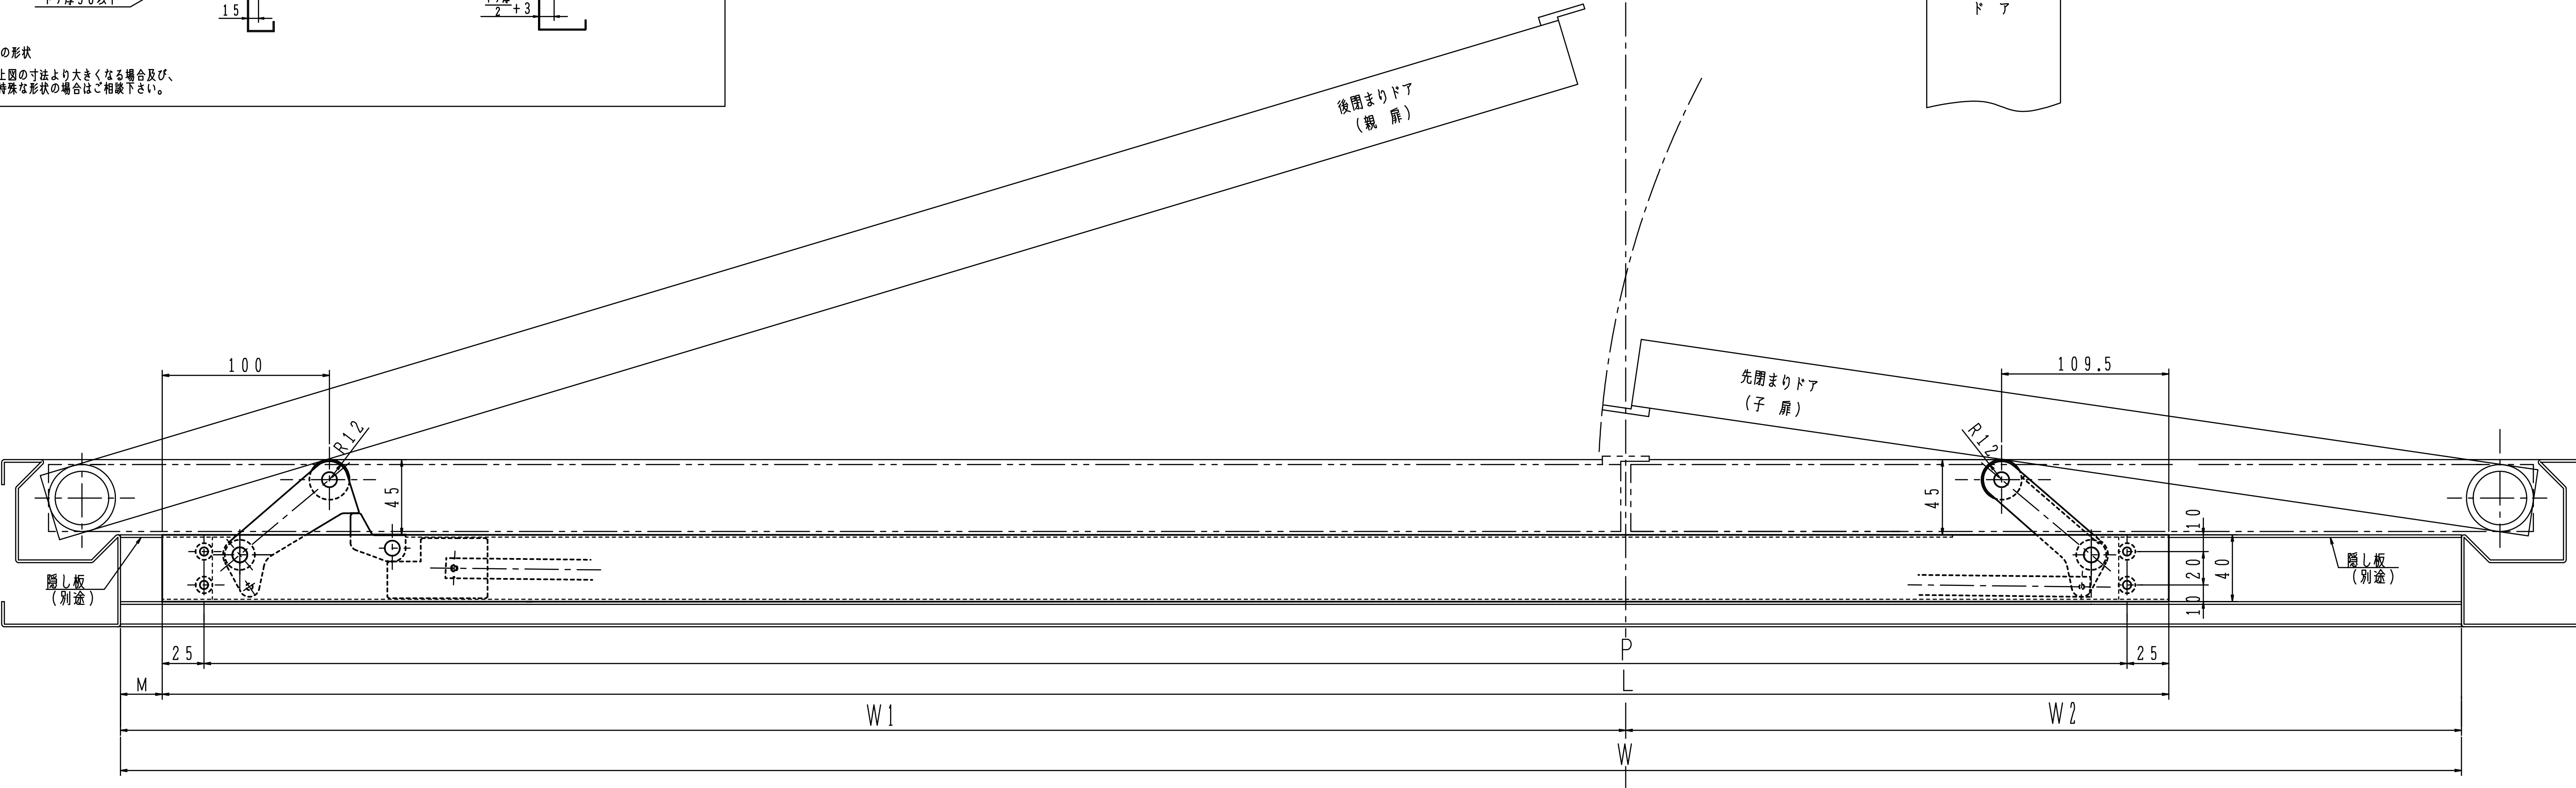 15
2
+3
の形状
上図の寸法より大きくなる場合及び、
特殊な形状の場合はご相談下さい。
ド ア
後閉まりドア
(親 扉)
先閉まりドア
(子 扉)
100
109.5
R12
R12
45
45
10
20
40
10
隠し板
(別途)
隠し板
(別途)
25
P
25
M
L
W1
W2
W